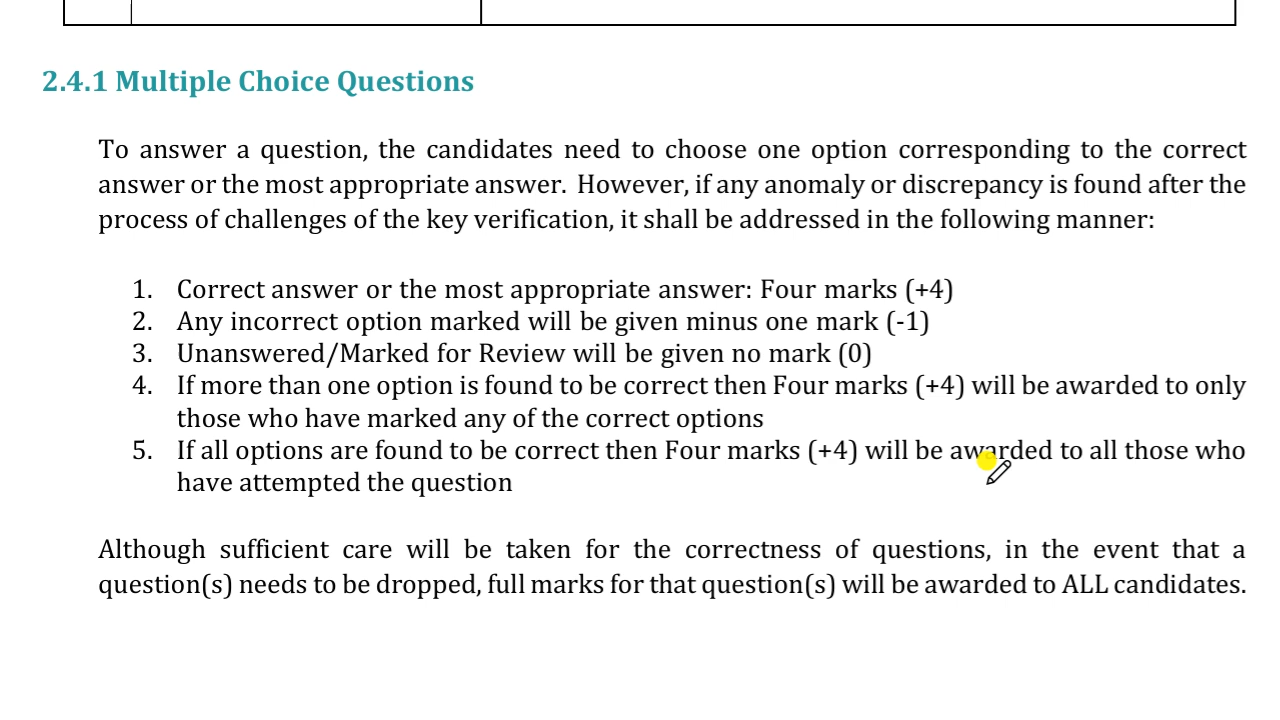 2.4.1 Multiple Choice Questions
To answer a question, the candidates need to choose one option corresponding to the correct
answer or the most appropriate answer. However, if any anomaly or discrepancy is found after the
process of challenges of the key verification, it shall be addressed in the following manner:
1. Correct answer or the most appropriate answer: Four marks (+4)
2. Any incorrect option marked will be given minus one mark (-1)
3. Unanswered/Marked for Review will be given no mark (0)
4. If more than one option is found to be correct then Four marks (+4) will be awarded to only
those who have marked any of the correct options
5. If all options are found to be correct then Four marks (+4) will be awarded to all those who
have attempted the question
Although sufficient care will be taken for the correctness of questions, in the event that a
question(s) needs to be dropped, full marks for that question(s) will be awarded to ALL candidates.